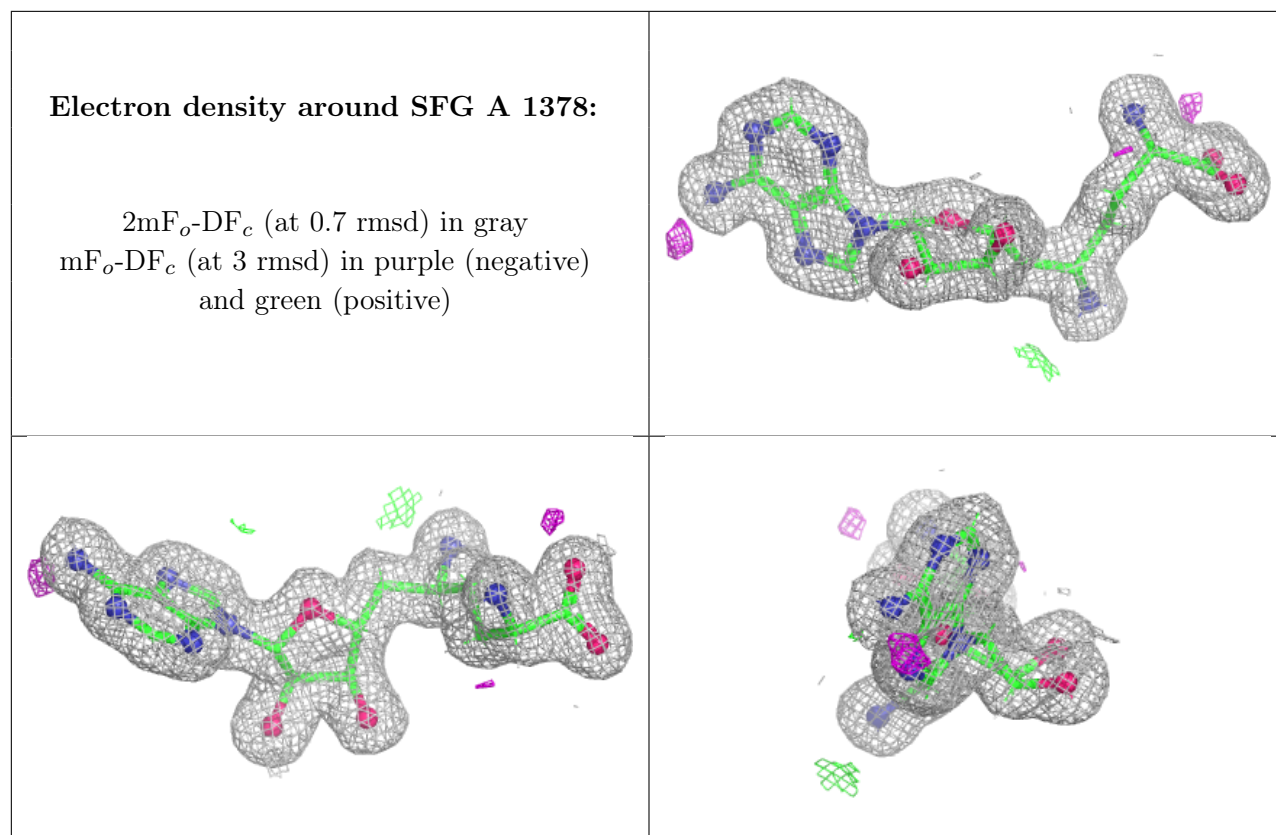 Electron density around SFG A 1378:
2mFₒ-DF𝒸 (at 0.7 rmsd) in gray
mFₒ-DF𝒸 (at 3 rmsd) in purple (negative)
and green (positive)